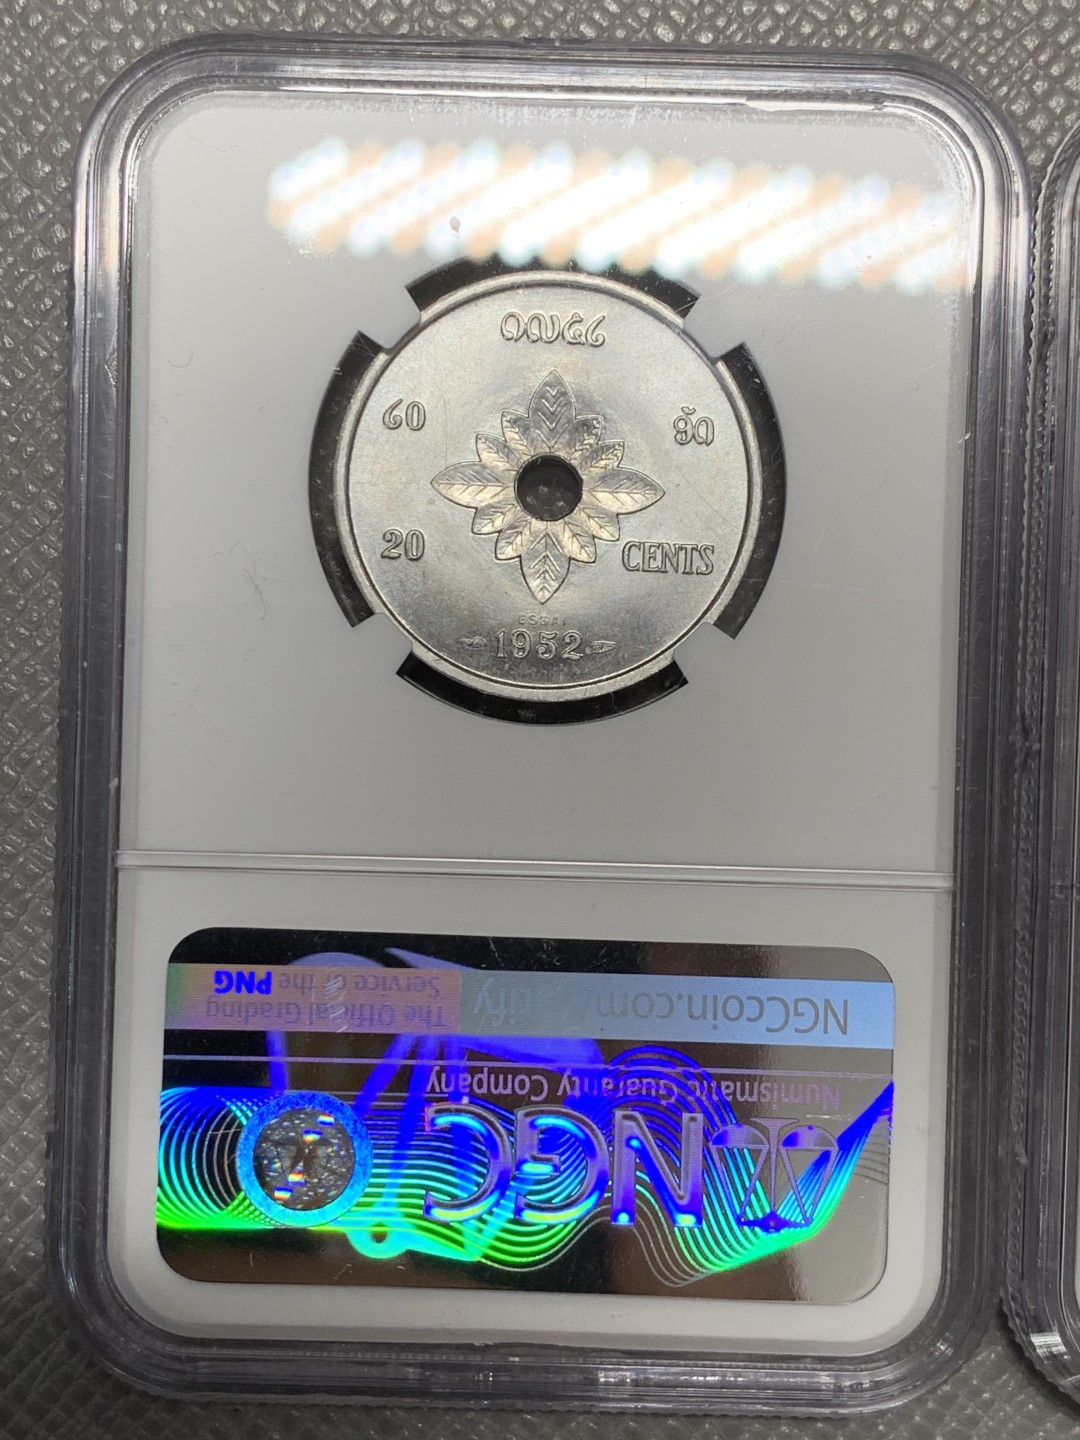 ໑໙໕໒
໒໐ ອັດ
20 CENTS
ESSAI
1952
NGC
Numismatic Guaranty Company
NGCcoin.com/verify
The Official Grading
Service of the PNG